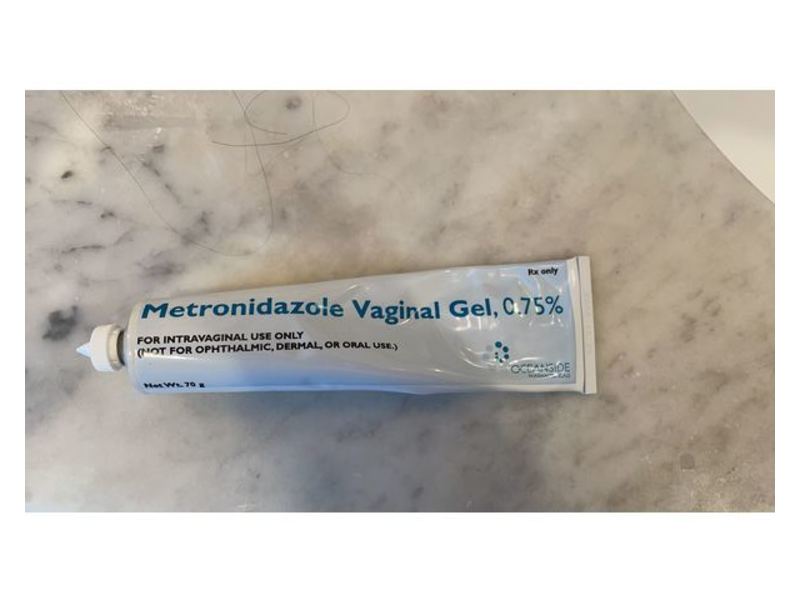 Rx only
Metronidazole Vaginal Gel, 0.75%
FOR INTRAVAGINAL USE ONLY
(NOT FOR OPHTHALMIC, DERMAL, OR ORAL USE.)
OCEANSIDE
Net Wt. 70 g